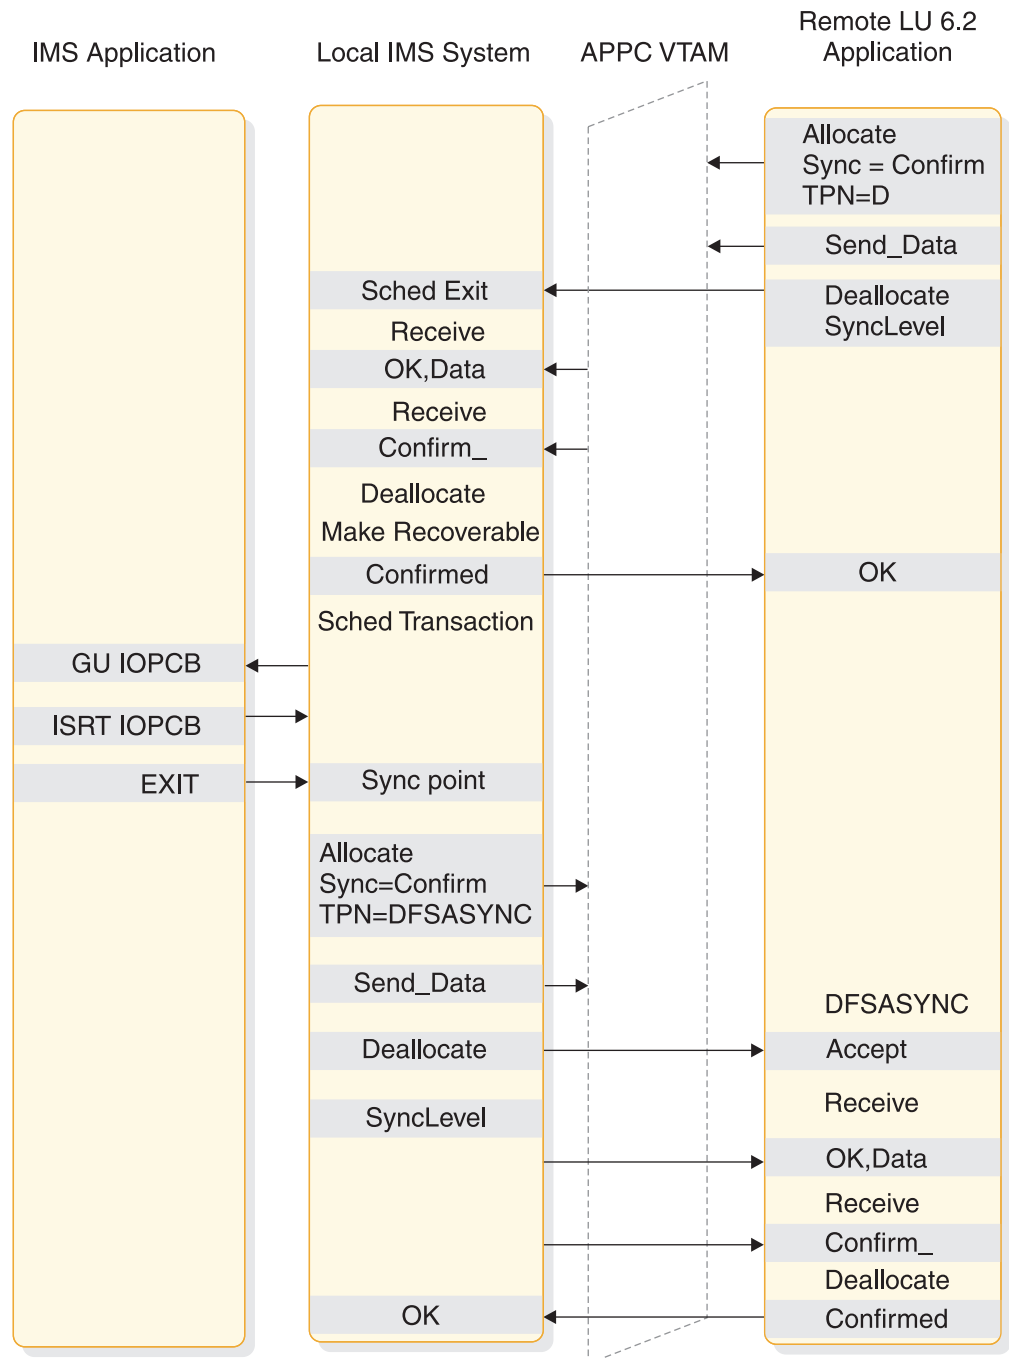 IMS Application
Local IMS System
APPC VTAM
Remote LU 6.2
Application
Allocate
Sync = Confirm
TPN=D
Send_Data
Sched Exit
Deallocate
SyncLevel
Receive
OK,Data
Receive
Confirm_
Deallocate
Make Recoverable
Confirmed
OK
Sched Transaction
GU IOPCB
ISRT IOPCB
EXIT
Sync point
Allocate
Sync=Confirm
TPN=DFSASYNC
Send_Data
DFSASYNC
Deallocate
Accept
SyncLevel
Receive
OK,Data
Receive
Confirm_
Deallocate
OK
Confirmed